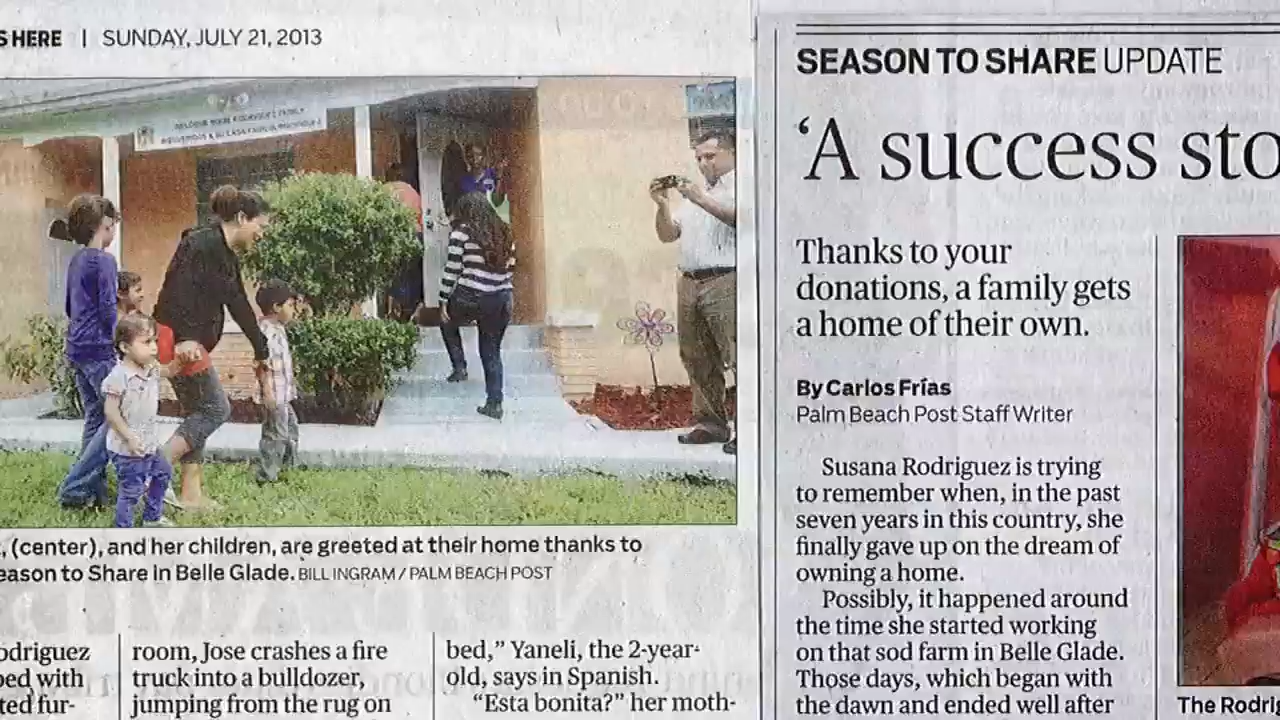 S HERE | SUNDAY, JULY 21, 2013
WELCOME HOME RODRIGUEZ FAMILY
, (center), and her children, are greeted at their home thanks to
eason to Share in Belle Glade. BILL INGRAM / PALM BEACH POST
odriguez
ed with
ted fur-
room, Jose crashes a fire
truck into a bulldozer,
jumping from the rug on
bed,” Yaneli, the 2-year-
old, says in Spanish.
“Esta bonita?” her moth-
SEASON TO SHARE UPDATE
‘A success sto
Thanks to your
donations, a family gets
a home of their own.
By Carlos Frías
Palm Beach Post Staff Writer
Susana Rodriguez is trying
to remember when, in the past
seven years in this country, she
finally gave up on the dream of
owning a home.
Possibly, it happened around
the time she started working
on that sod farm in Belle Glade.
Those days, which began with
the dawn and ended well after
The Rodrig